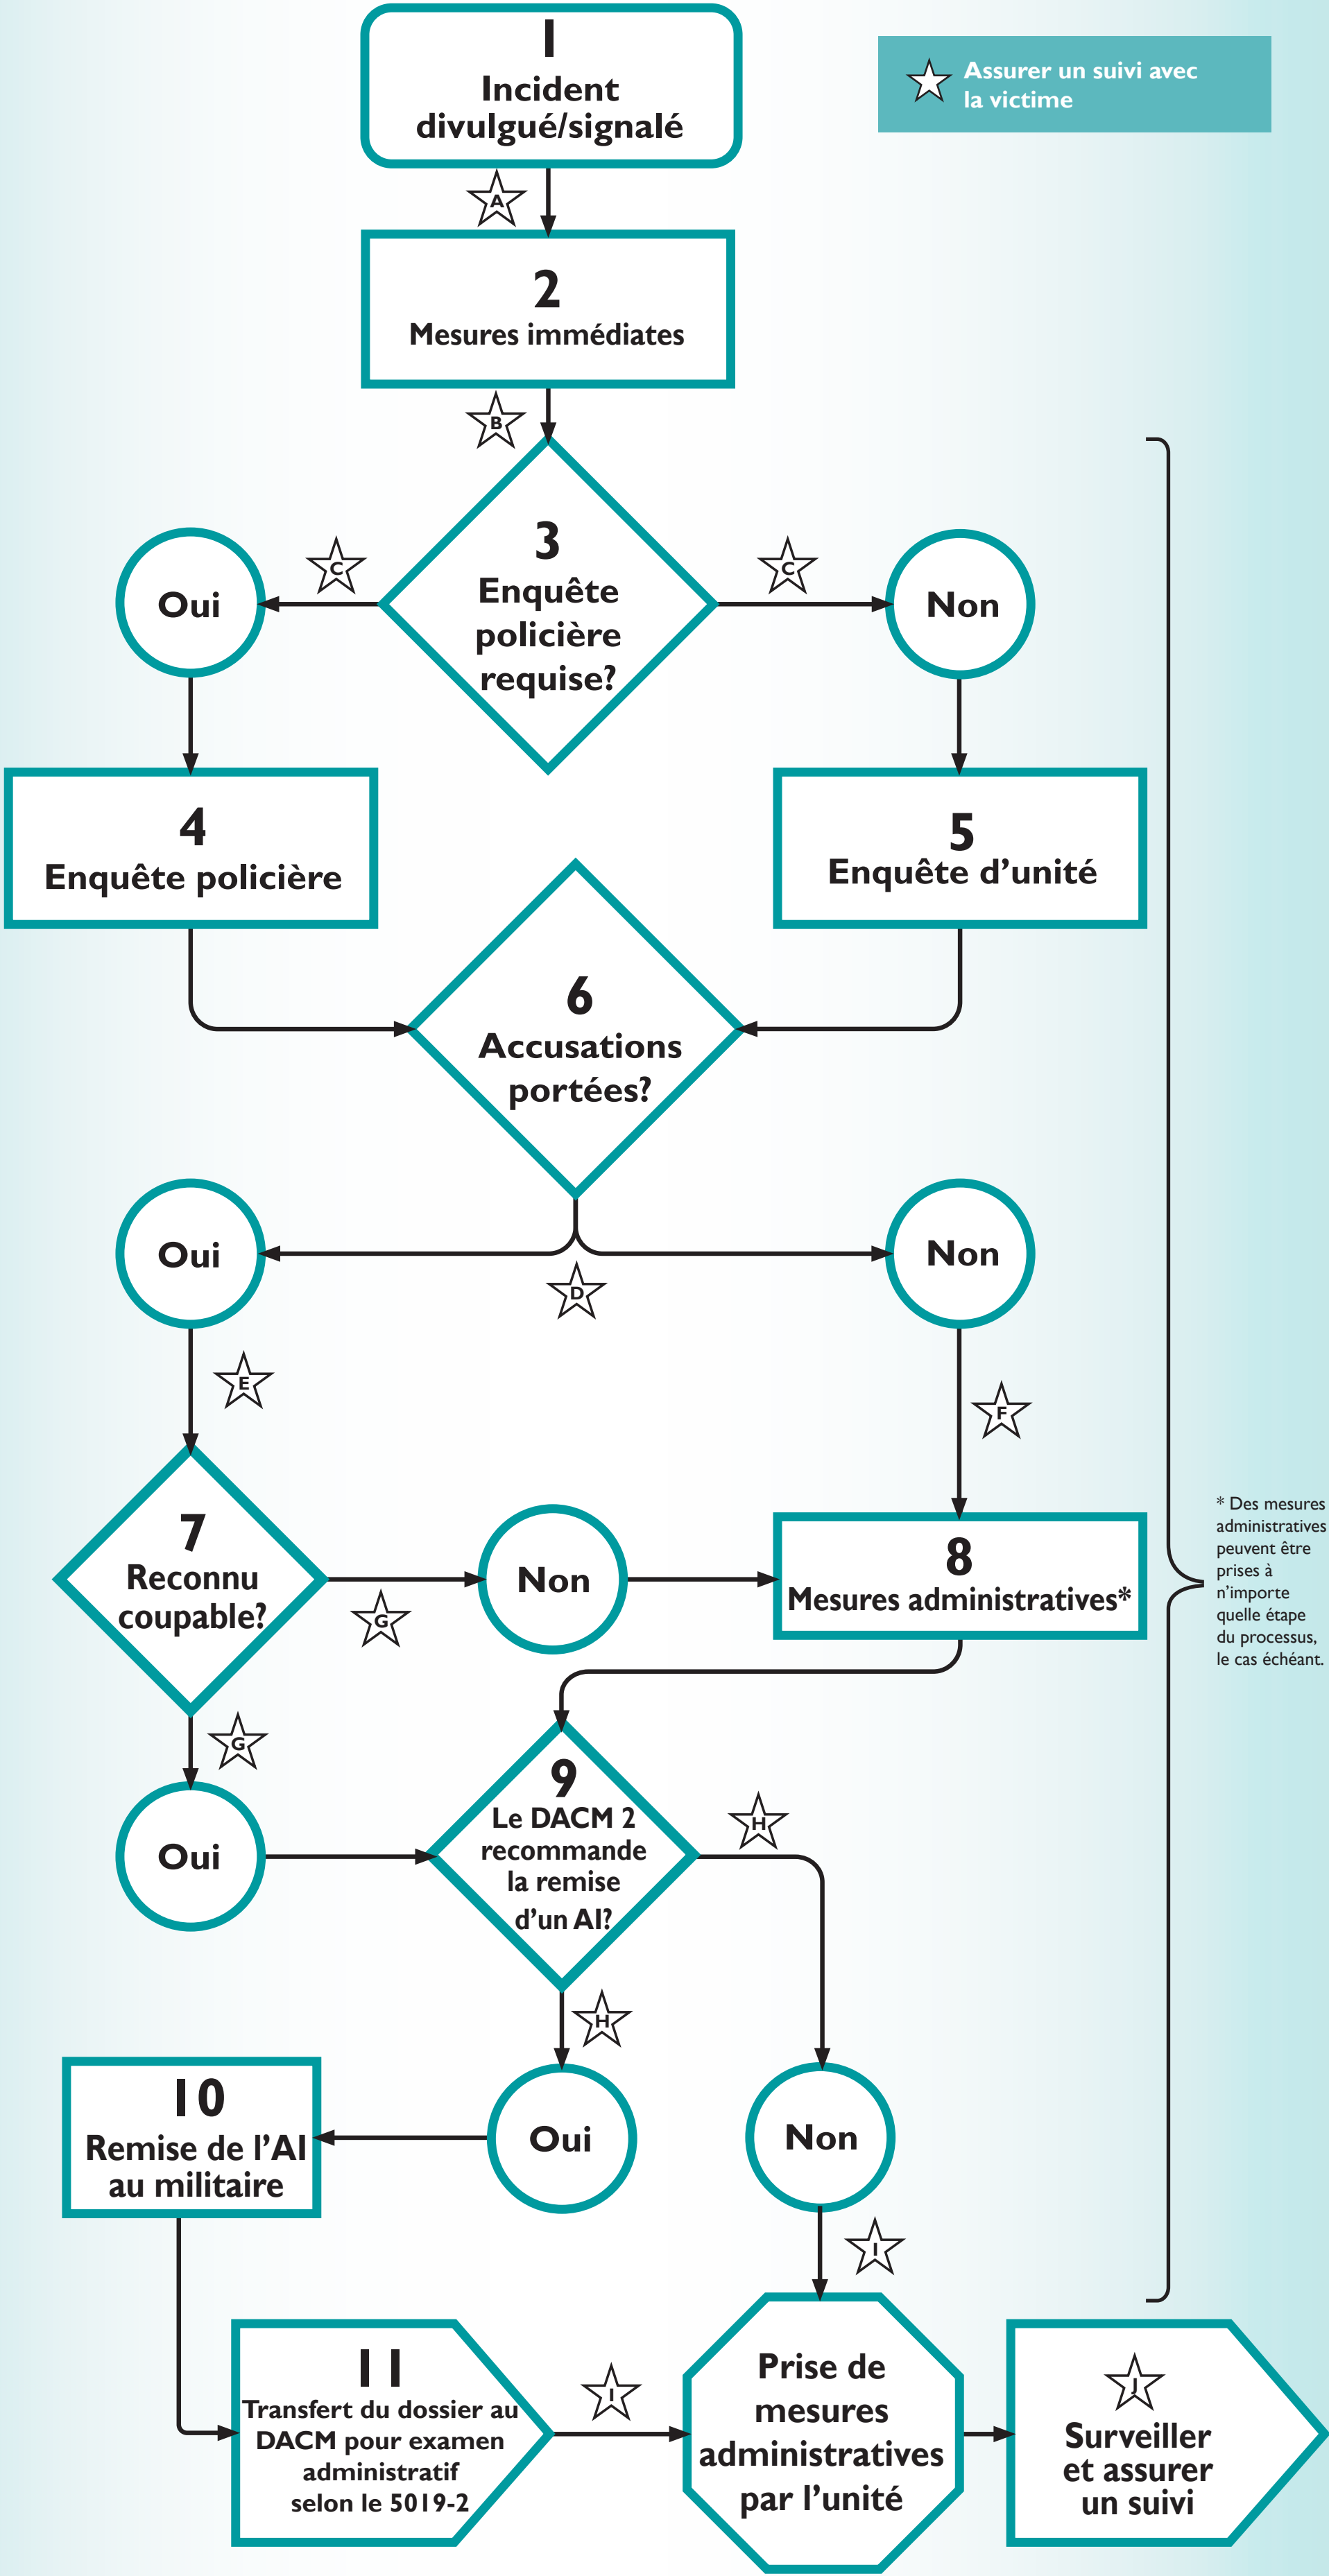 1
Incident
divulgué/signalé
Assurer un suivi avec
la victime
A
2
Mesures immédiates
B
3
Enquête
policière
requise?
C
C
Oui
Non
4
Enquête policière
5
Enquête d’unité
6
Accusations
portées?
Oui
Non
D
E
F
7
Reconnu
coupable?
G
Non
8
Mesures administratives*
* Des mesures
administratives
peuvent être
prises à
n’importe
quelle étape
du processus,
le cas échéant.
G
Oui
9
Le DACM 2
recommande
la remise
d’un AI?
H
H
10
Remise de l’AI
au militaire
Oui
Non
I
11
Transfert du dossier au
DACM pour examen
administratif
selon le 5019-2
I
Prise de
mesures
administratives
par l’unité
J
Surveiller
et assurer
un suivi